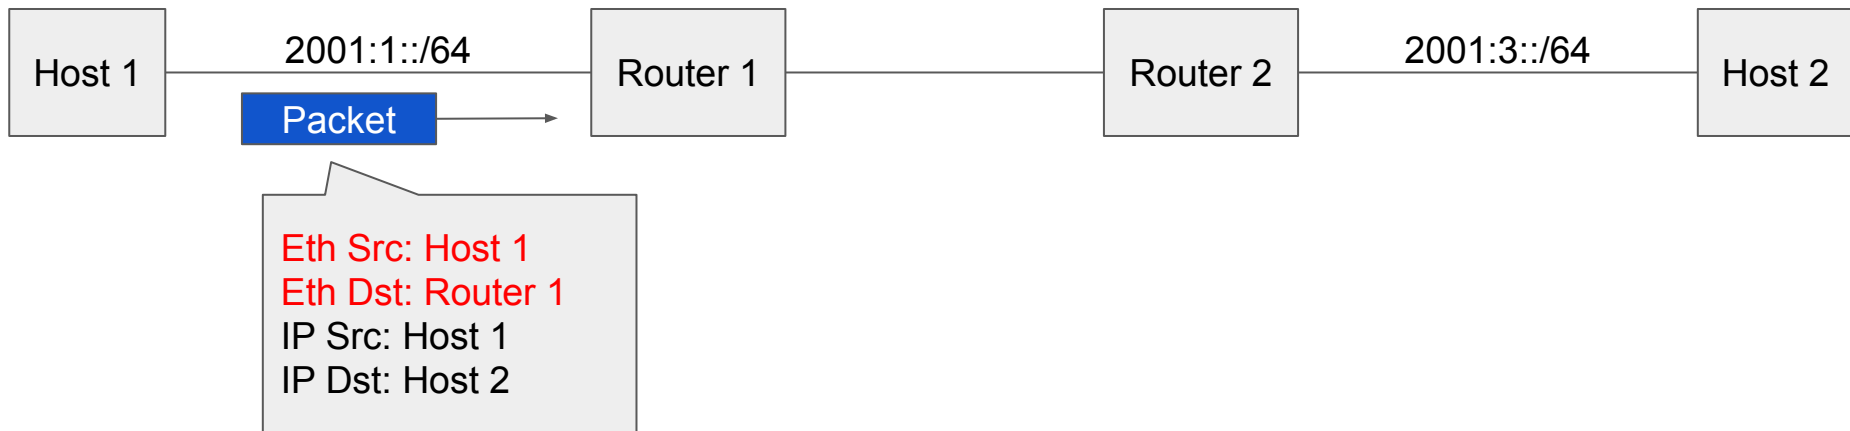 Host 1
2001:1::/64
Router 1
Router 2
2001:3::/64
Host 2
Packet
Eth Src: Host 1
Eth Dst: Router 1
IP Src: Host 1
IP Dst: Host 2